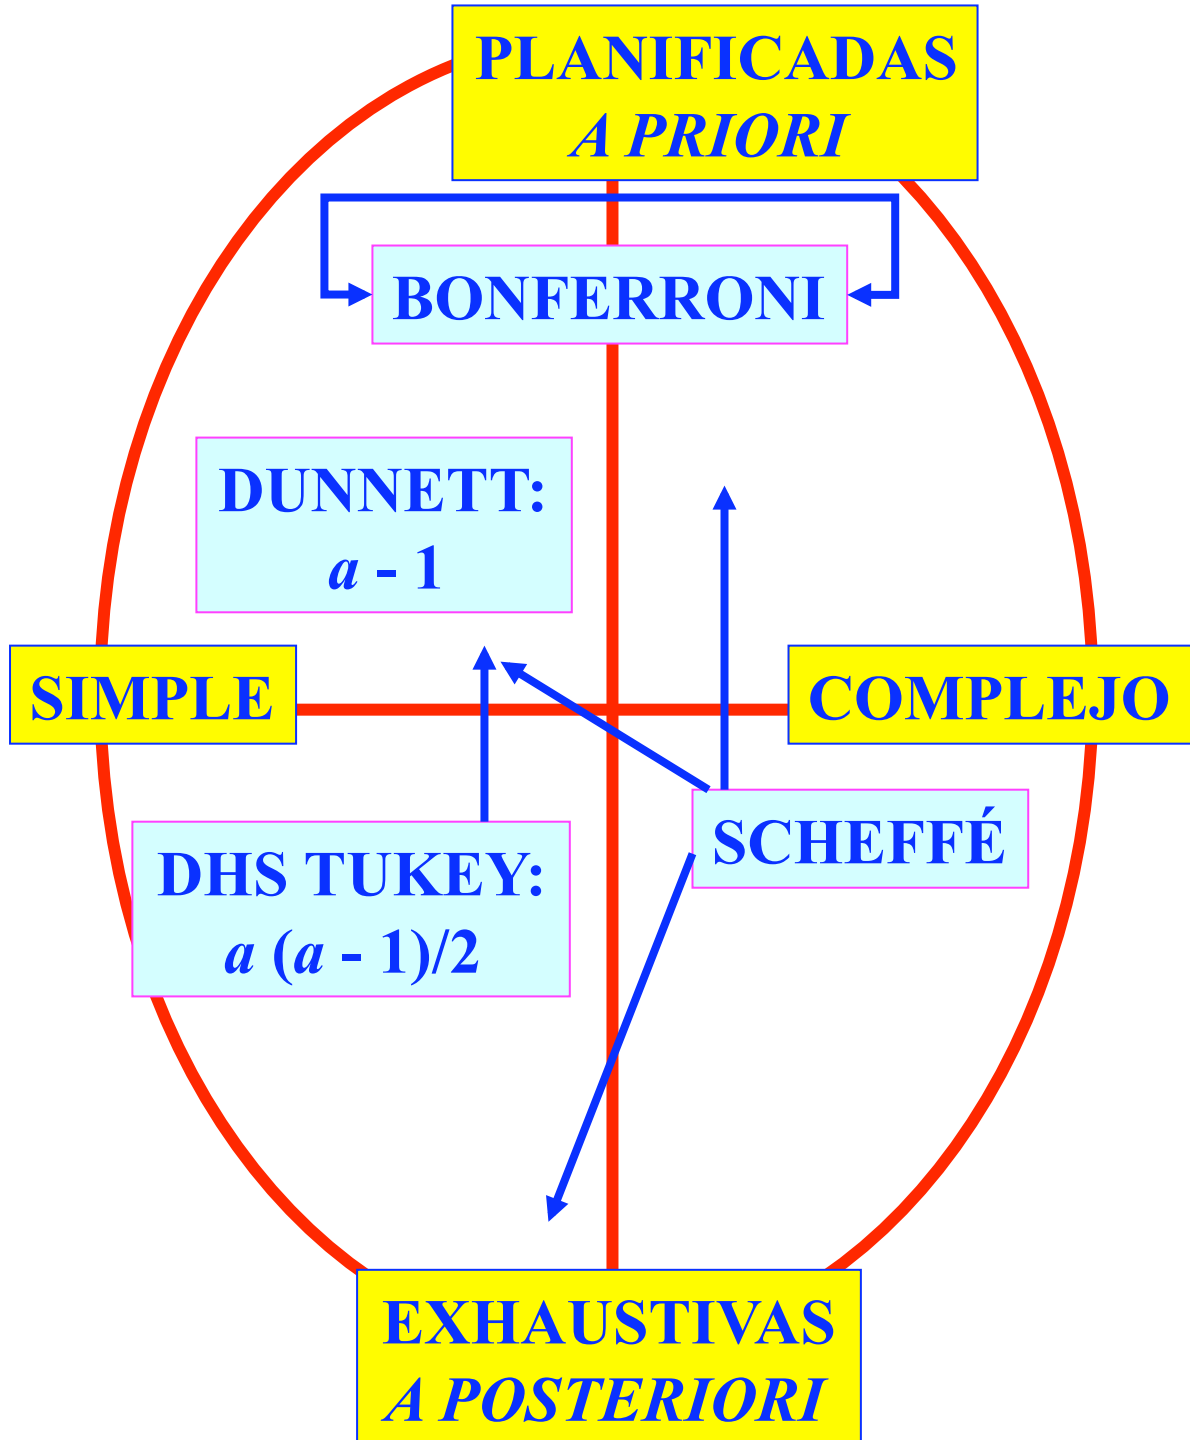 PLANIFICADAS
A PRIORI
BONFERRONI
DUNNETT:
a - 1
SIMPLE
COMPLEJO
SCHEFFÉ
DHS TUKEY:
a (a - 1)/2
EXHAUSTIVAS
A POSTERIORI